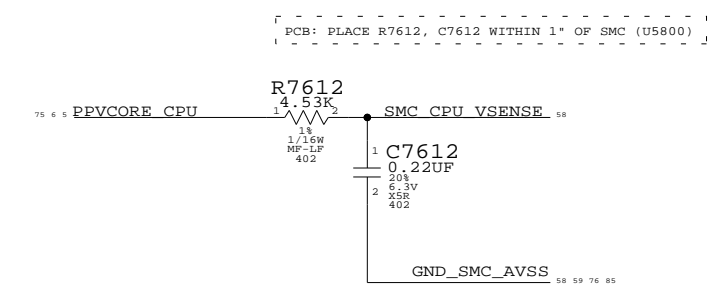 PCB: PLACE R7612, C7612 WITHIN 1" OF SMC (U5800)
R7612
4.53K
75 6 5 PPVCORE_CPU
1 2
SMC_CPU_VSENSE 58
1%
1/16W
MF-LF
402
1 C7612
0.22UF
20%
2 6.3V
X5R
402
GND_SMC_AVSS 58 59 76 85